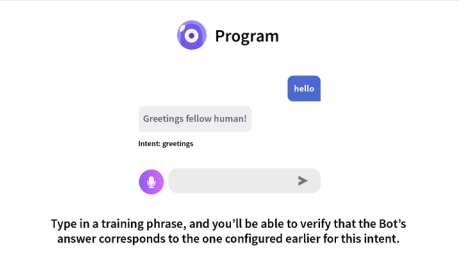 Program
hello
Greetings fellow human!
Intent: greetings
Type in a training phrase, and you'll be able to verify that the Bot's
answer corresponds to the one configured earlier for this intent.